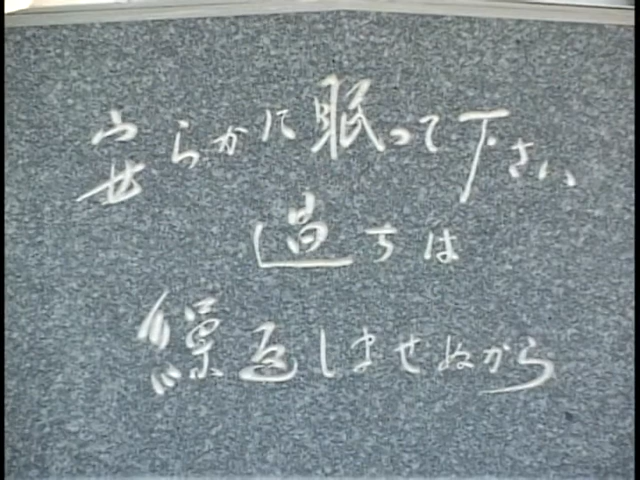 安らかに眠って下さい
過ちは
繰返しませぬから